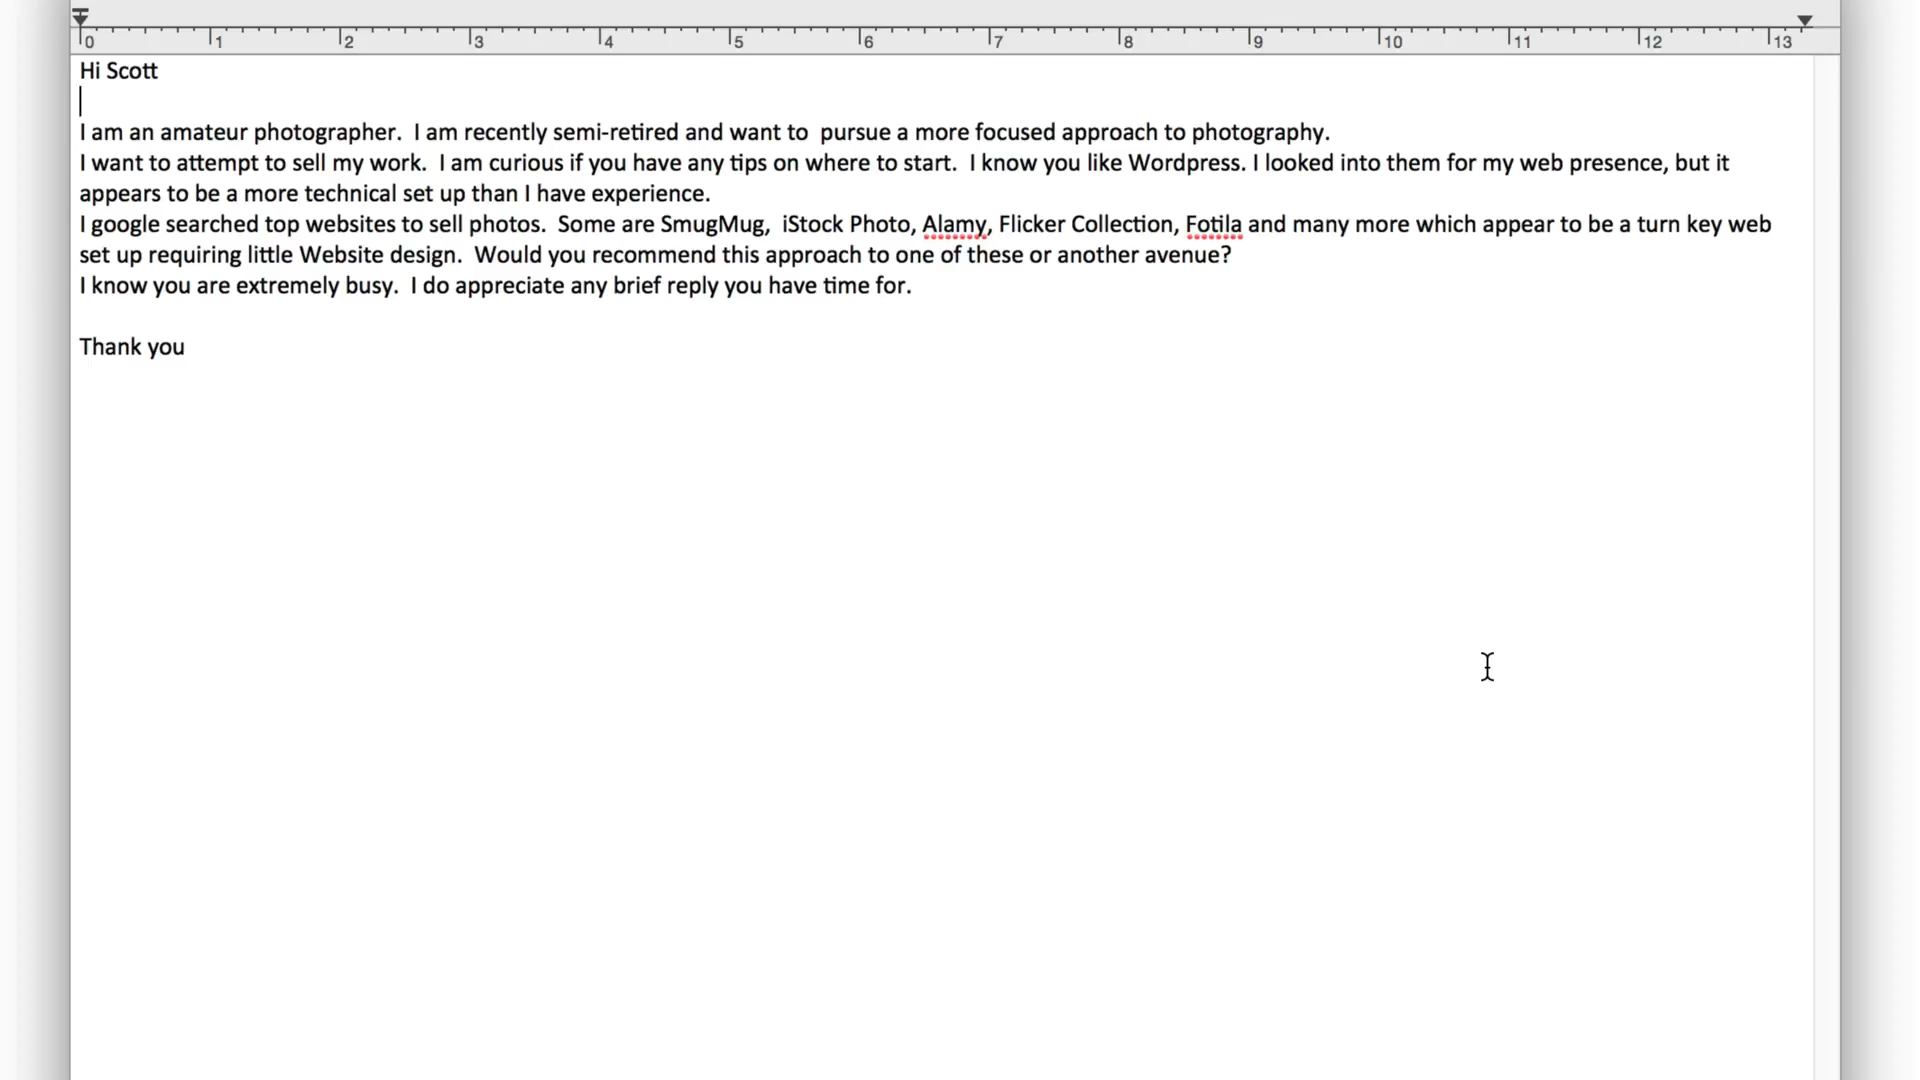 0 1 2 3 4 5 6 7 8 9 10 11 12 13
Hi Scott
I am an amateur photographer.  I am recently semi-retired and want to  pursue a more focused approach to photography.
I want to attempt to sell my work.  I am curious if you have any tips on where to start.  I know you like Wordpress. I looked into them for my web presence, but it
appears to be a more technical set up than I have experience.
I google searched top websites to sell photos.  Some are SmugMug,  iStock Photo, Alamy, Flicker Collection, Fotila and many more which appear to be a turn key web
set up requiring little Website design.  Would you recommend this approach to one of these or another avenue?
I know you are extremely busy.  I do appreciate any brief reply you have time for.
Thank you